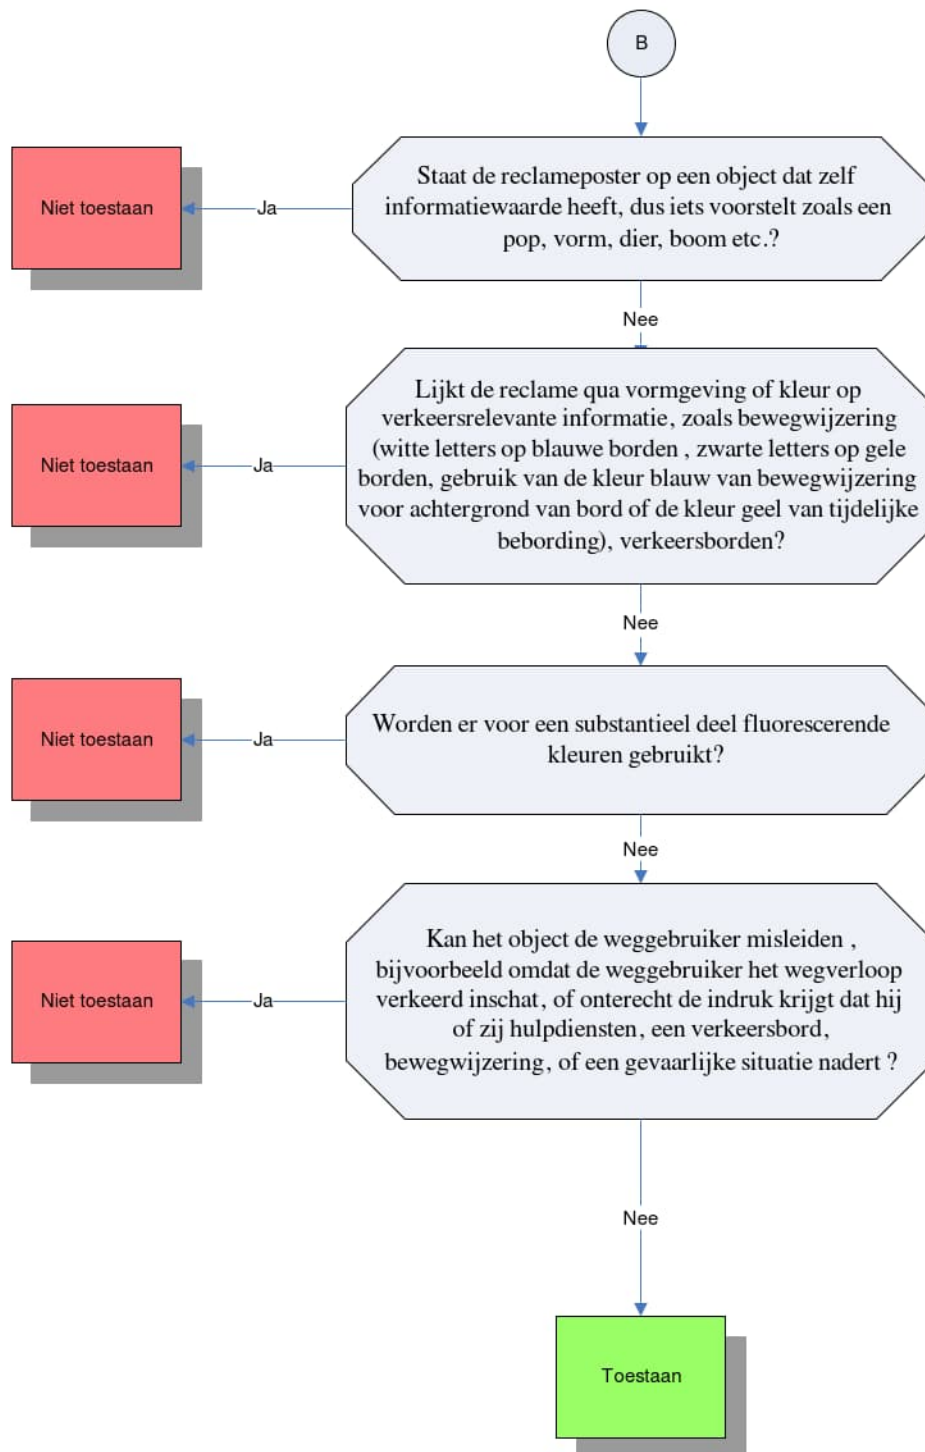 B
Staat de reclameposter op een object dat zelf
informatiewaarde heeft, dus iets voorstelt zoals een
pop, vorm, dier, boom etc.?
Ja
Niet toestaan
Nee
Lijkt de reclame qua vormgeving of kleur op
verkeersrelevante informatie, zoals bewegwijzering
(witte letters op blauwe borden , zwarte letters op gele
borden, gebruik van de kleur blauw van bewegwijzering
voor achtergrond van bord of de kleur geel van tijdelijke
bebording), verkeersborden?
Ja
Niet toestaan
Nee
Worden er voor een substantieel deel fluorescerende
kleuren gebruikt?
Ja
Niet toestaan
Nee
Kan het object de weggebruiker misleiden ,
bijvoorbeeld omdat de weggebruiker het wegverloop
verkeerd inschat, of onterecht de indruk krijgt dat hij
of zij hulpdiensten, een verkeersbord,
bewegwijzering, of een gevaarlijke situatie nadert ?
Ja
Niet toestaan
Nee
Toestaan